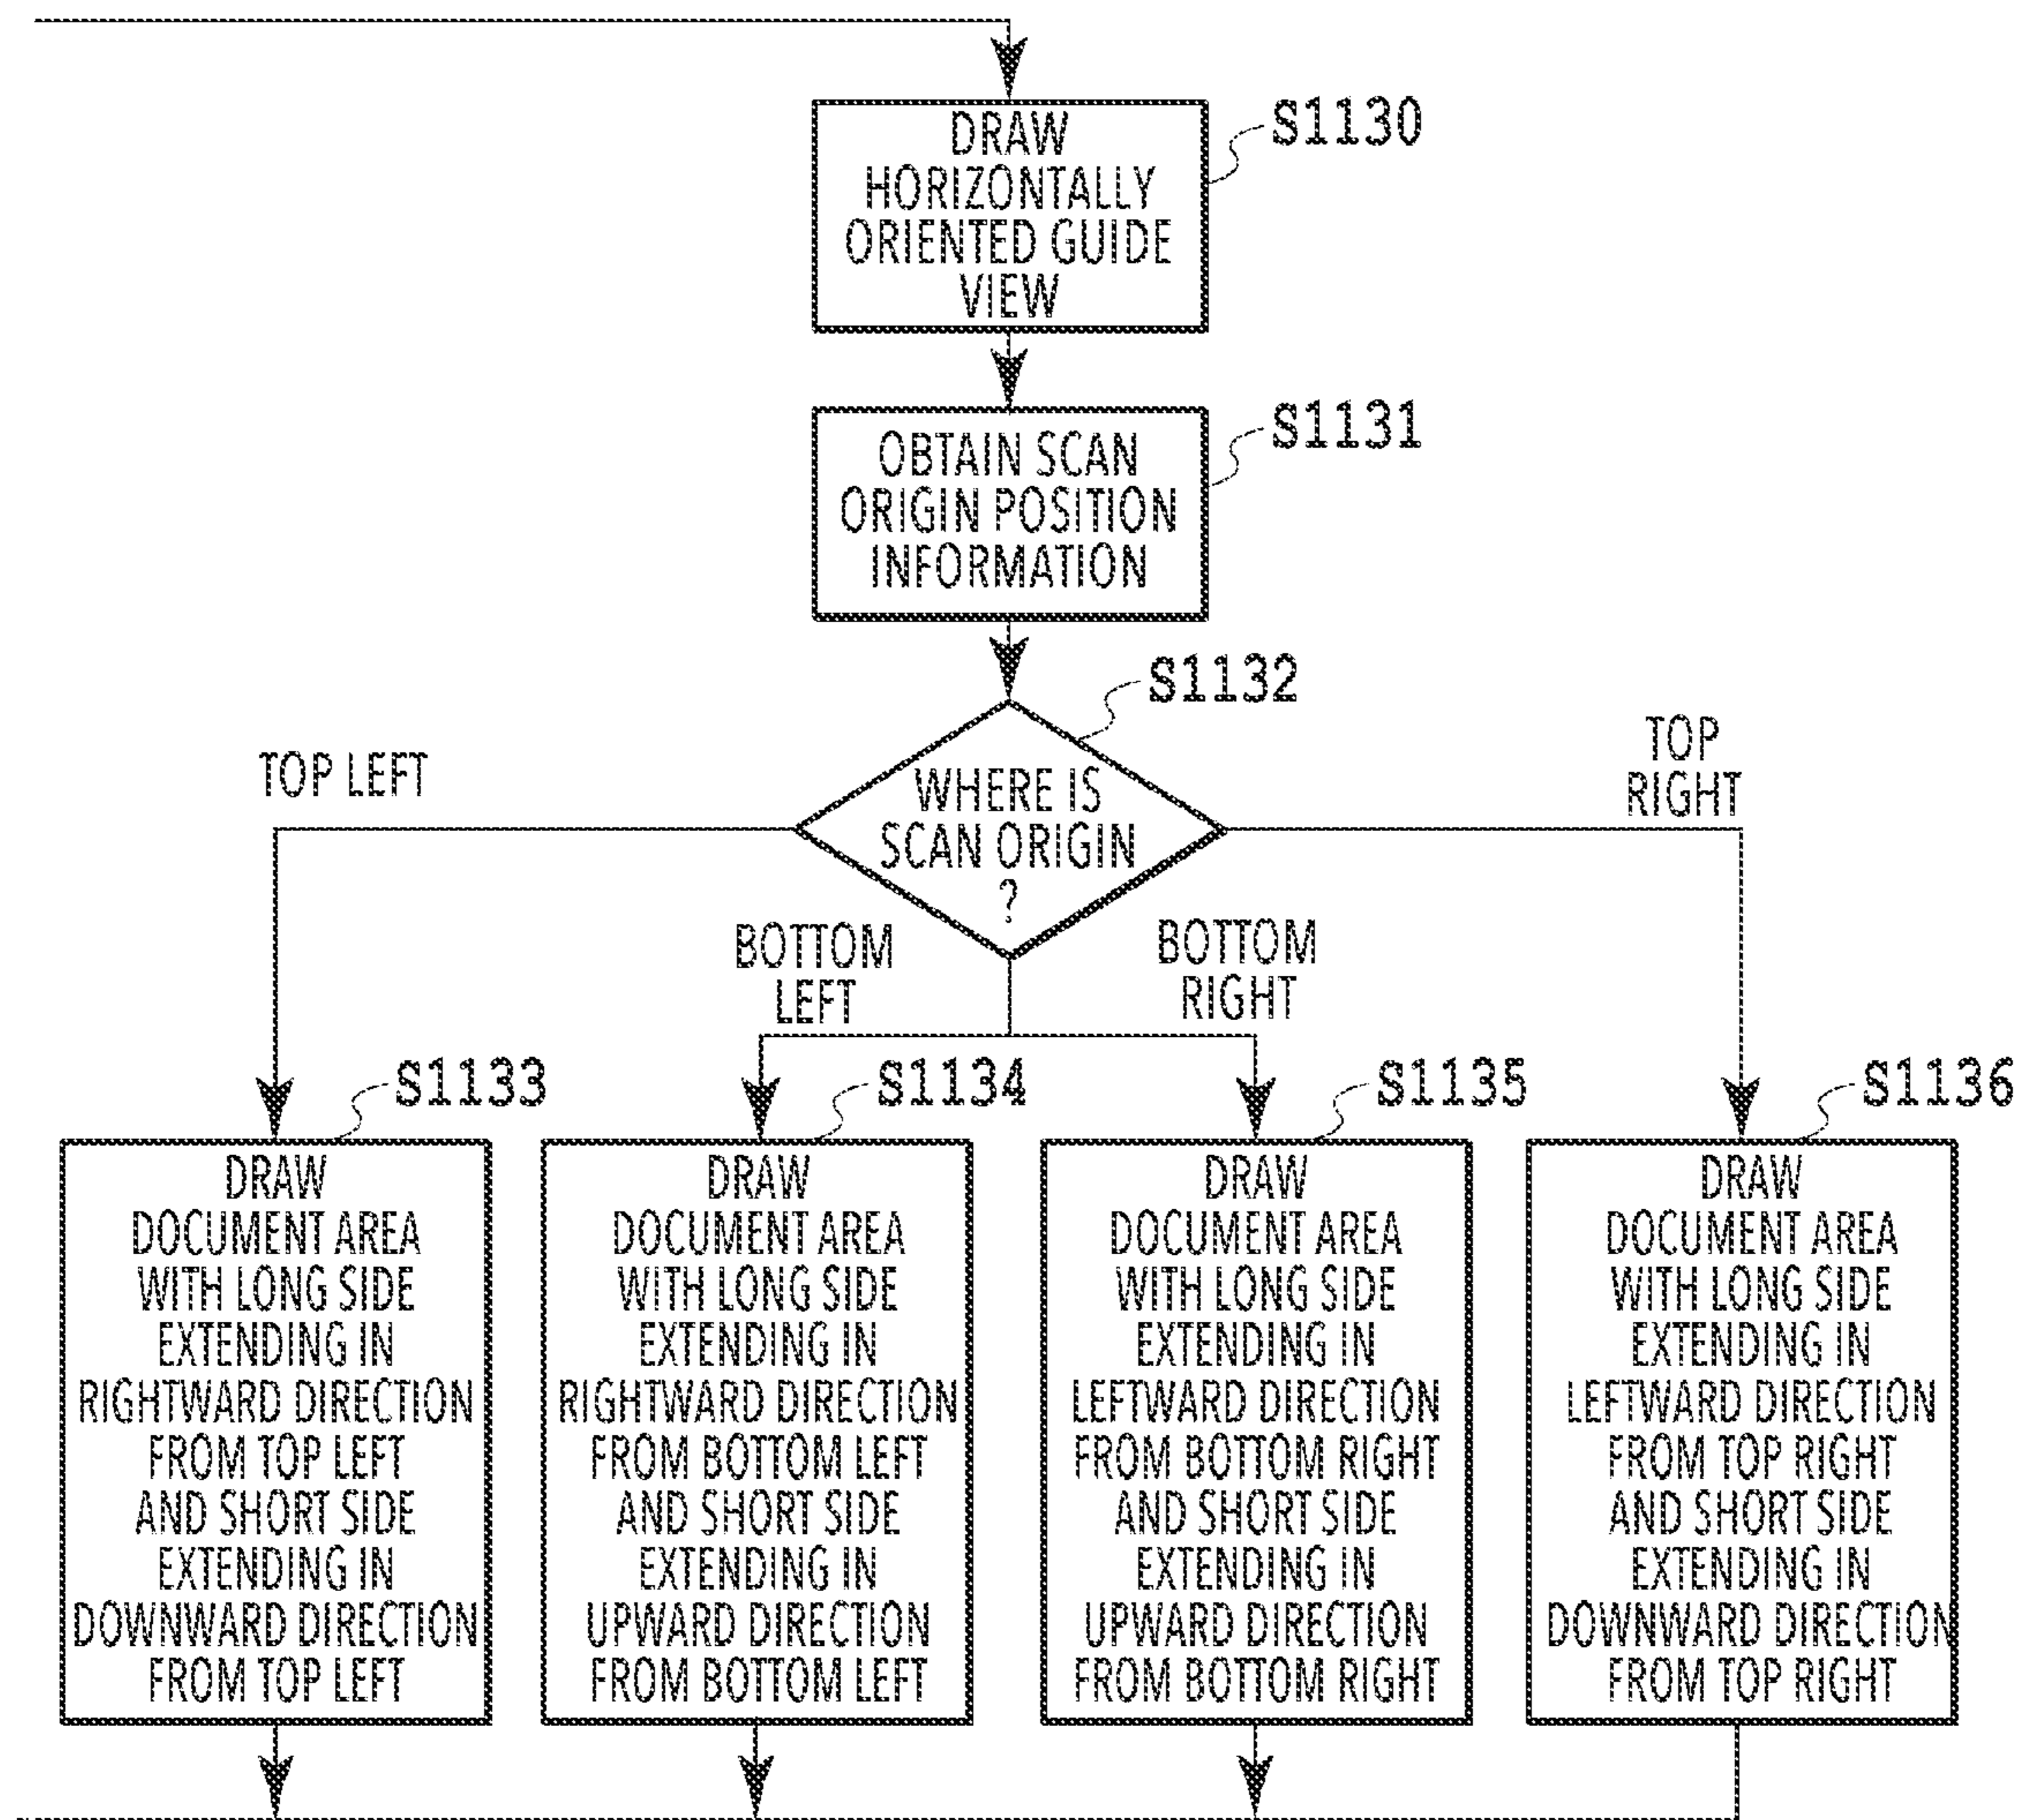 DRAW
HORIZONTALLY
ORIENTED GUIDE
VIEW
S1130
OBTAIN SCAN
ORIGIN POSITION
INFORMATION
S1131
S1132
WHERE IS
SCAN ORIGIN
?
TOP LEFT
TOP
RIGHT
BOTTOM
LEFT
BOTTOM
RIGHT
S1133
DRAW
DOCUMENT AREA
WITH LONG SIDE
EXTENDING IN
RIGHTWARD DIRECTION
FROM TOP LEFT
AND SHORT SIDE
EXTENDING IN
DOWNWARD DIRECTION
FROM TOP LEFT
S1134
DRAW
DOCUMENT AREA
WITH LONG SIDE
EXTENDING IN
RIGHTWARD DIRECTION
FROM BOTTOM LEFT
AND SHORT SIDE
EXTENDING IN
UPWARD DIRECTION
FROM BOTTOM LEFT
S1135
DRAW
DOCUMENT AREA
WITH LONG SIDE
EXTENDING IN
LEFTWARD DIRECTION
FROM BOTTOM RIGHT
AND SHORT SIDE
EXTENDING IN
UPWARD DIRECTION
FROM BOTTOM RIGHT
S1136
DRAW
DOCUMENT AREA
WITH LONG SIDE
EXTENDING IN
LEFTWARD DIRECTION
FROM TOP RIGHT
AND SHORT SIDE
EXTENDING IN
DOWNWARD DIRECTION
FROM TOP RIGHT